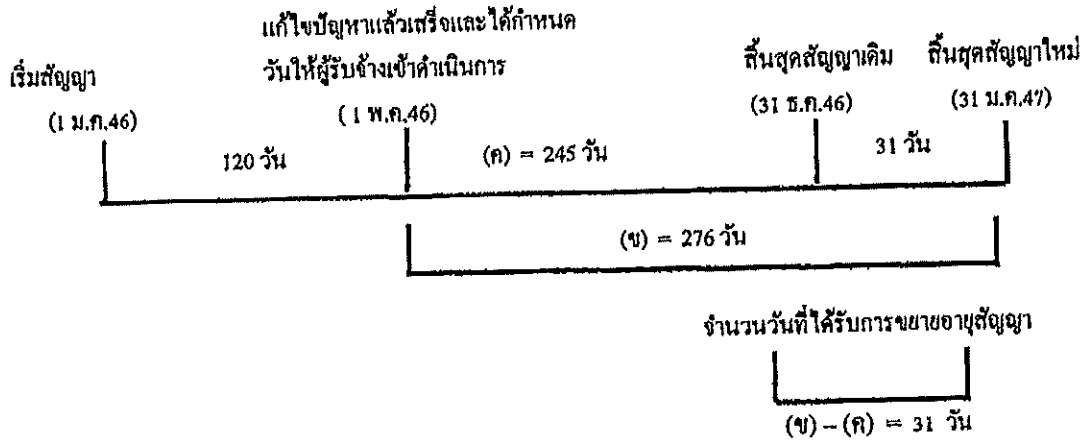 แก้ไขปัญหาแล้วเสร็จและได้กำหนด
วันให้ผู้รับจ้างเข้าดำเนินการ
เริ่มสัญญา
สิ้นสุดสัญญาเดิม
สิ้นสุดสัญญาใหม่
(1 ม.ค.46)
( 1 พ.ค.46)
(31 ธ.ค.46)
(31 ม.ค.47)
120 วัน
(ค) = 245 วัน
31 วัน
(ข) = 276 วัน
จำนวนวันที่ได้รับการขยายอายุสัญญา
(ข) – (ค) = 31 วัน